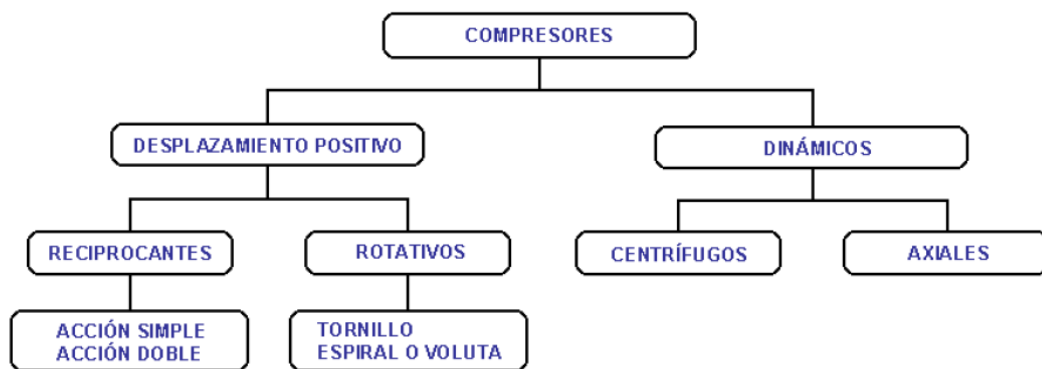 COMPRESORES
DESPLAZAMIENTO POSITIVO
DINÁMICOS
RECIPROCANTES
ROTATIVOS
CENTRÍFUGOS
AXIALES
ACCIÓN SIMPLE
ACCIÓN DOBLE
TORNILLO
ESPIRAL O VOLUTA